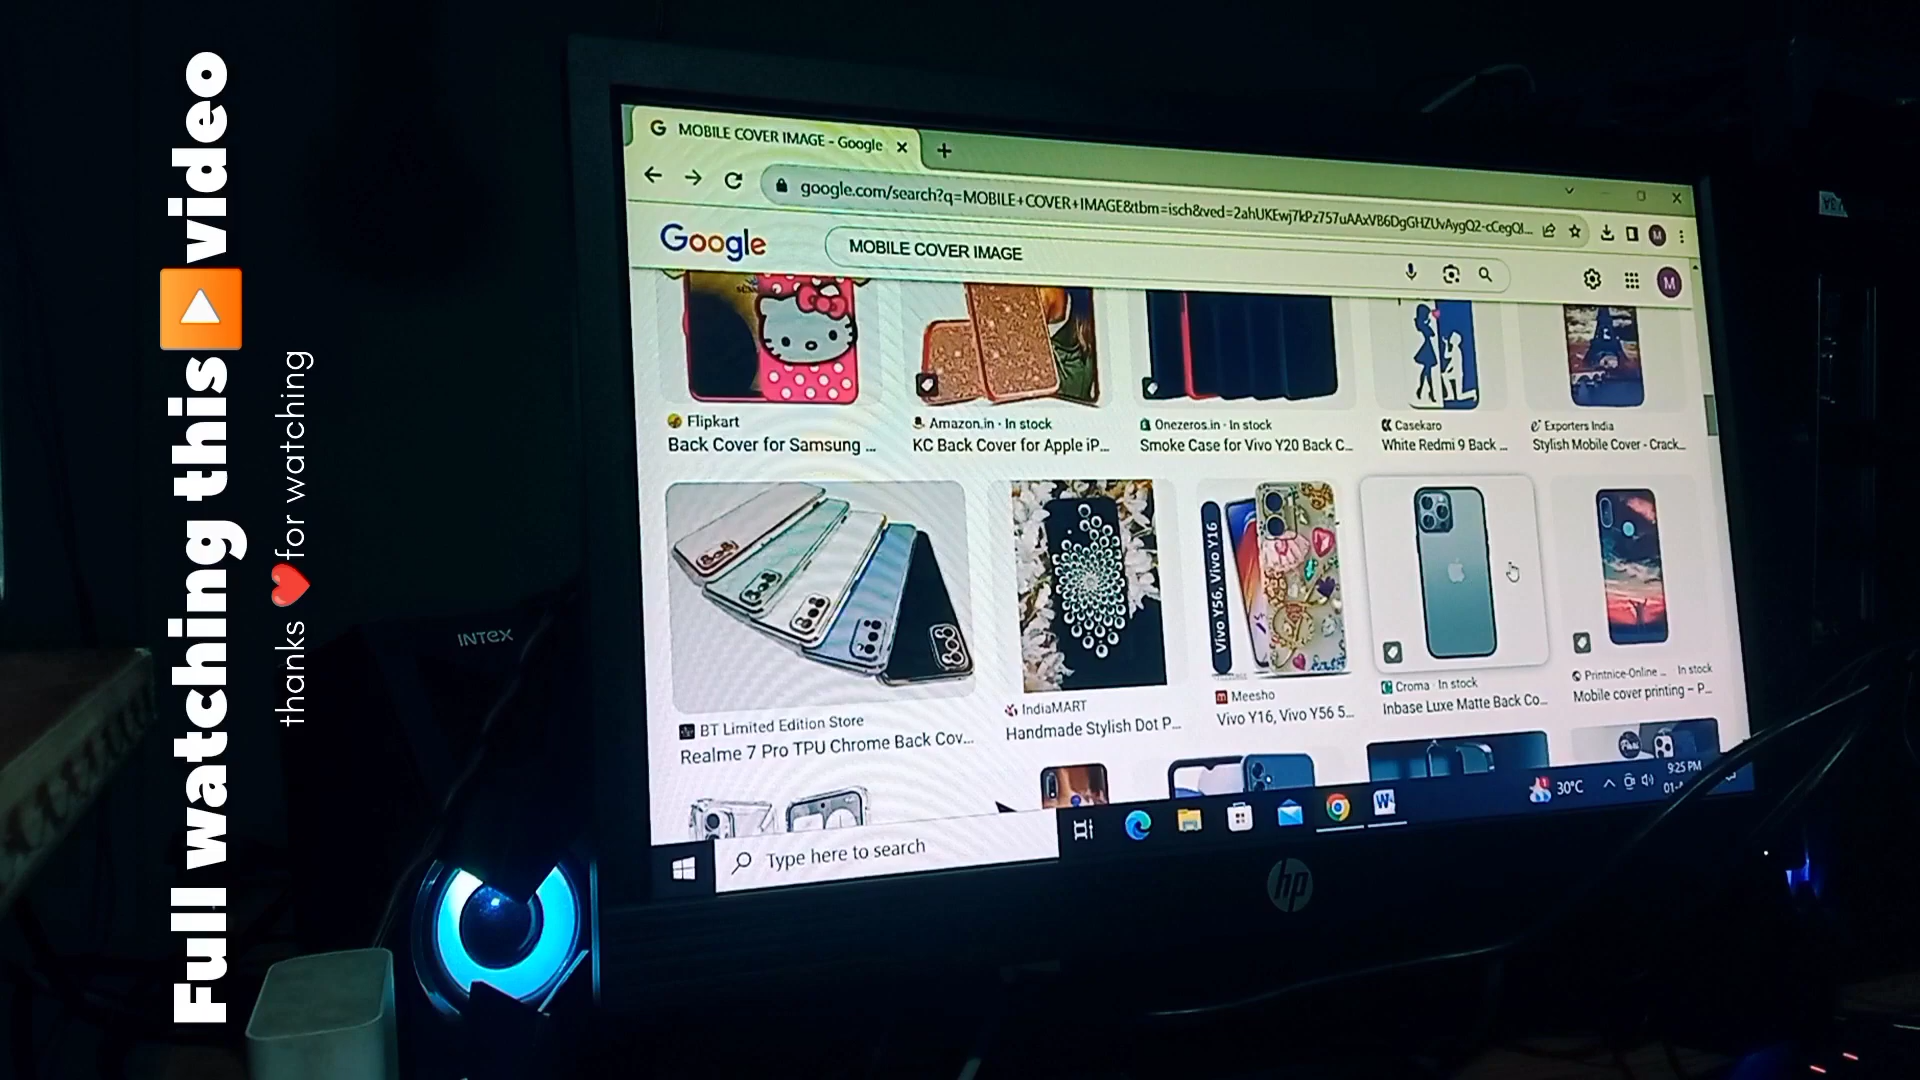 Full watching this ▶️ video
thanks ❤️ for watching
INTEX
MOBILE COVER IMAGE - Google
google.com/search?q=MOBILE+COVER+IMAGE&tbm=isch&ved=2ahUKEwj7kPz757uAAxVB6DgGHZUvAygQ2-cCegQI...
M
Google
MOBILE COVER IMAGE
M
Flipkart
Back Cover for Samsung ...
Amazon.in · In stock
KC Back Cover for Apple iP...
Onezeros.in · In stock
Smoke Case for Vivo Y20 Back C...
Casekaro
White Redmi 9 Back ...
Exporters India
Stylish Mobile Cover - Crack...
Vivo Y56, Vivo Y16
BT Limited Edition Store
Realme 7 Pro TPU Chrome Back Cov...
IndiaMART
Handmade Stylish Dot P...
Meesho
Vivo Y16, Vivo Y56 5...
Croma · In stock
Inbase Luxe Matte Back Co...
Printnice-Online ... In stock
Mobile cover printing – P...
Type here to search
30°C
9:25 PM
01-
hp